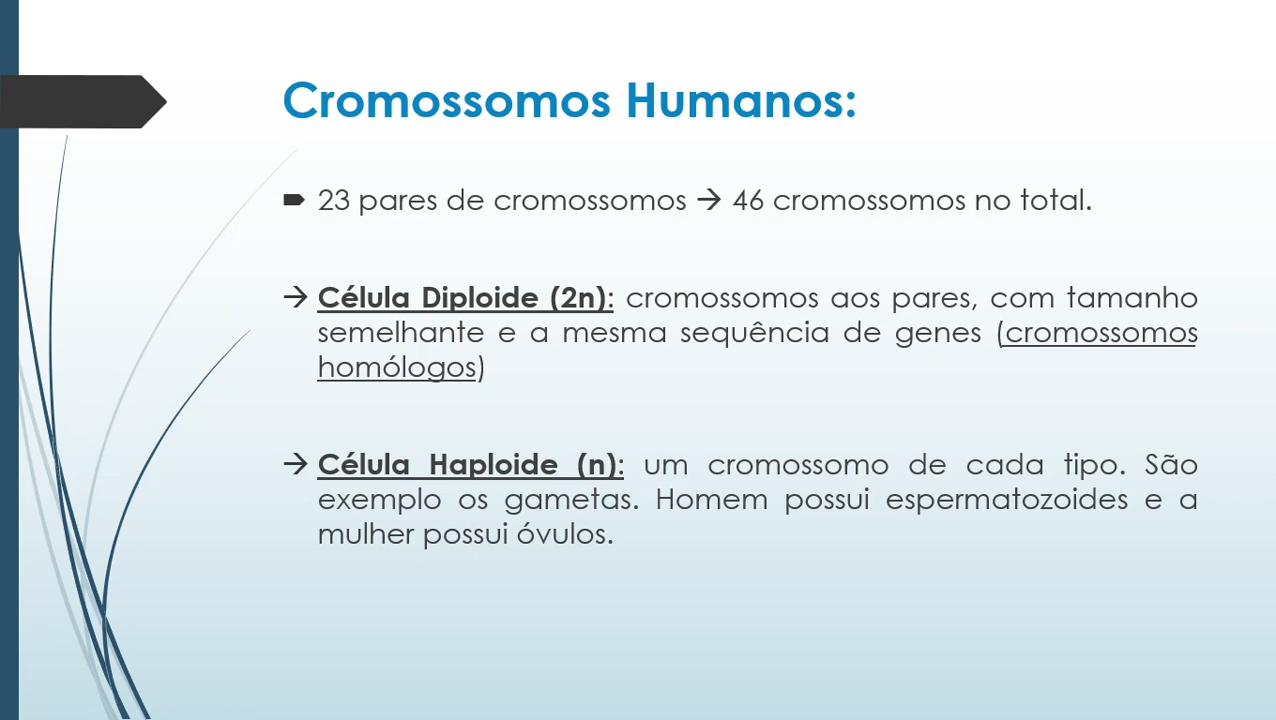 Cromossomos Humanos:
23 pares de cromossomos → 46 cromossomos no total.
→ Célula Diploide (2n): cromossomos aos pares, com tamanho
semelhante e a mesma sequência de genes (cromossomos
homólogos)
→ Célula Haploide (n): um cromossomo de cada tipo. São
exemplo os gametas. Homem possui espermatozoides e a
mulher possui óvulos.